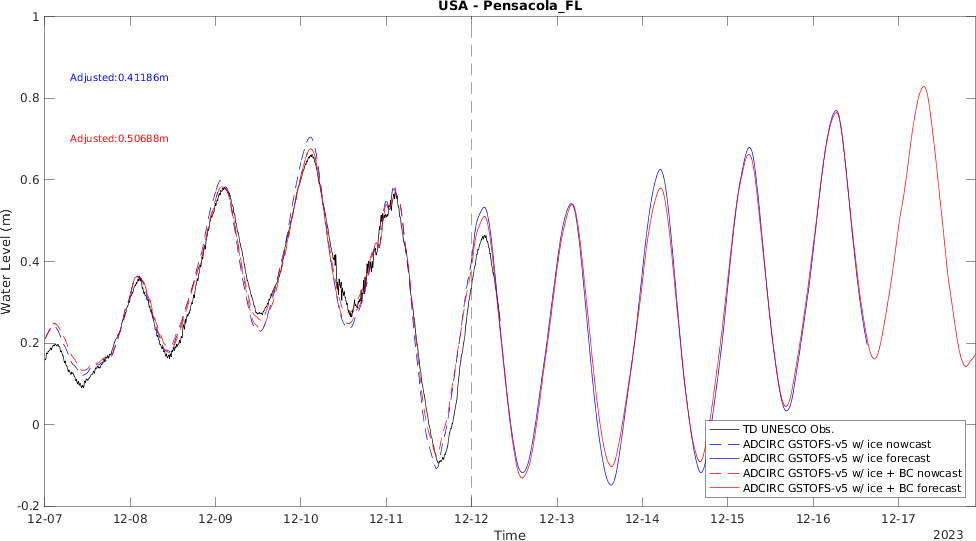 USA - Pensacola_FL
1
0.8
0.6
0.4
0.2
0
-0.2
Water Level (m)
Adjusted:0.41186m
Adjusted:0.50688m
TD UNESCO Obs.
ADCIRC GSTOFS-v5 w/ ice nowcast
ADCIRC GSTOFS-v5 w/ ice forecast
ADCIRC GSTOFS-v5 w/ ice + BC nowcast
ADCIRC GSTOFS-v5 w/ ice + BC forecast
12-07 12-08 12-09 12-10 12-11 12-12 12-13 12-14 12-15 12-16 12-17
Time
2023